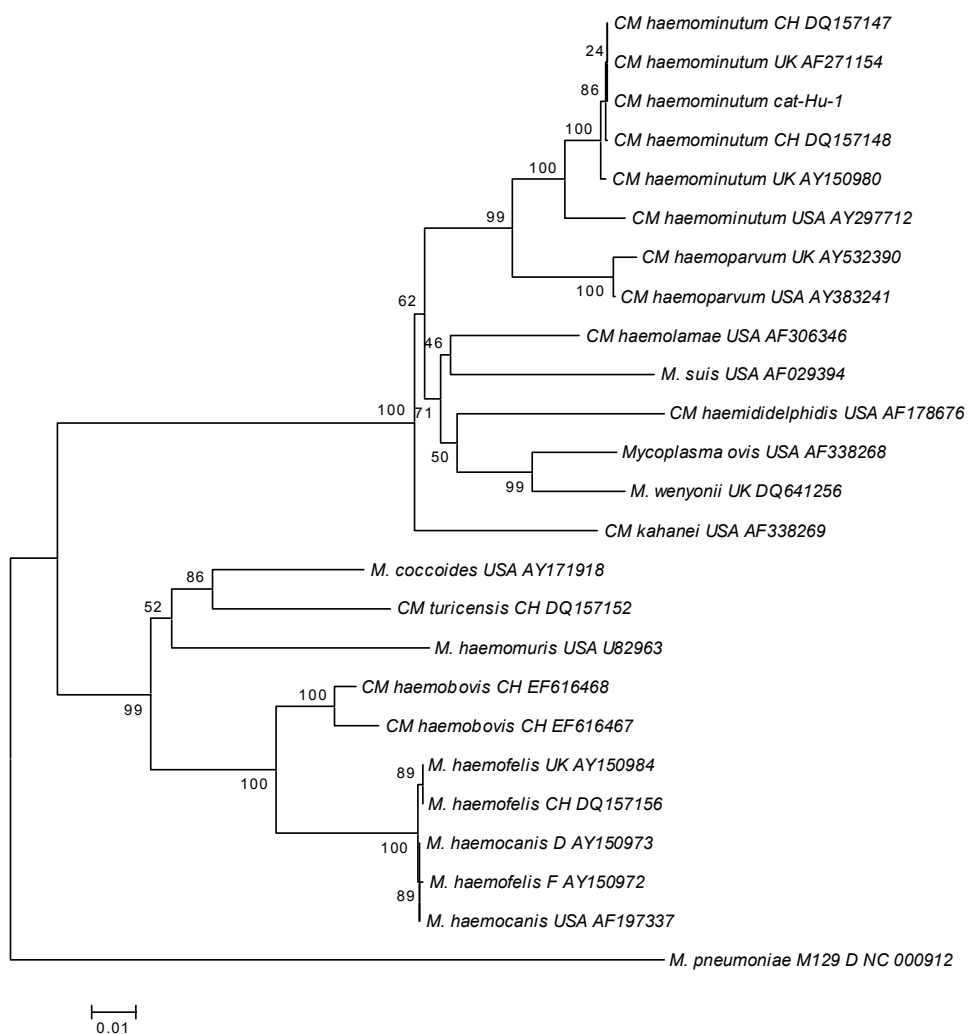 CM haemominutum CH DQ157147
24
CM haemominutum UK AF271154
86
CM haemominutum cat-Hu-1
100
CM haemominutum CH DQ157148
100
CM haemominutum UK AY150980
99
CM haemominutum USA AY297712
CM haemoparvum UK AY532390
100
CM haemoparvum USA AY383241
62
CM haemolamae USA AF306346
46
M. suis USA AF029394
100
71
CM haemididelphidis USA AF178676
50
Mycoplasma ovis USA AF338268
99
M. wenyonii UK DQ641256
CM kahanei USA AF338269
M. coccoides USA AY171918
86
CM turicensis CH DQ157152
52
M. haemomuris USA U82963
CM haemobovis CH EF616468
100
99
CM haemobovis CH EF616467
M. haemofelis UK AY150984
89
100
M. haemofelis CH DQ157156
M. haemocanis D AY150973
100
M. haemofelis F AY150972
89
M. haemocanis USA AF197337
M. pneumoniae M129 D NC 000912
0.01